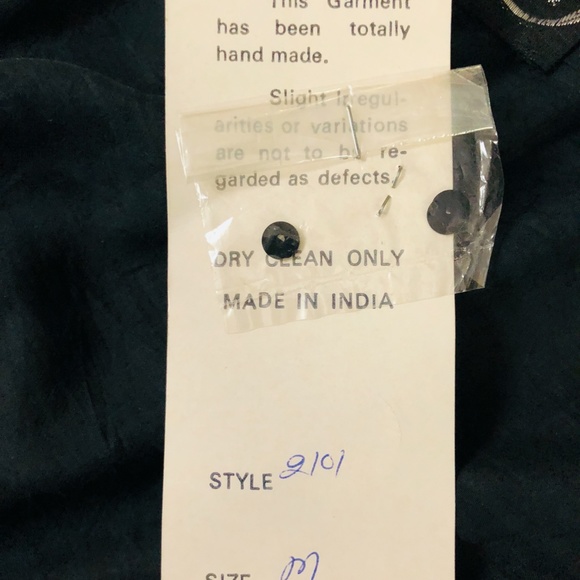 This Garment
has been totally
hand made.
Slight Irregul-
arities or variations
are not to be re-
garded as defects.
DRY CLEAN ONLY
MADE IN INDIA
STYLE 2101
SIZE M